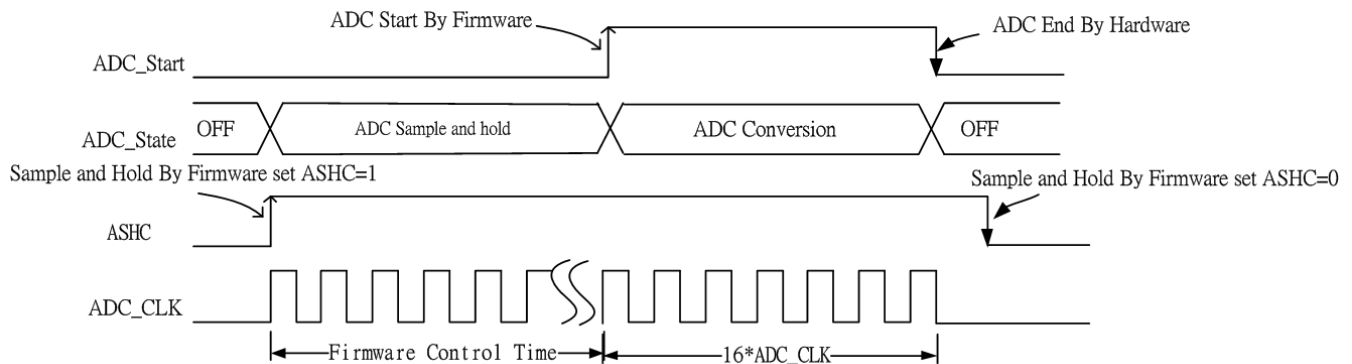 ADC Start By Firmware
ADC End By Hardware
ADC_Start
OFF
ADC Sample and hold
ADC Conversion
OFF
ADC_State
Sample and Hold By Firmware set ASHC=1
Sample and Hold By Firmware set ASHC=0
ASHC
ADC_CLK
Firmware Control Time
16*ADC_CLK